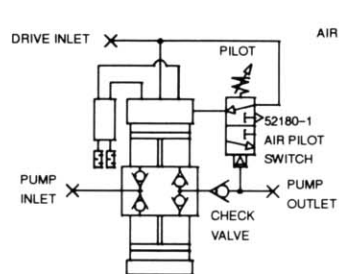 DRIVE INLET
AIR
PILOT
52180-1
AIR PILOT
SWITCH
PUMP
INLET
PUMP
OUTLET
CHECK
VALVE